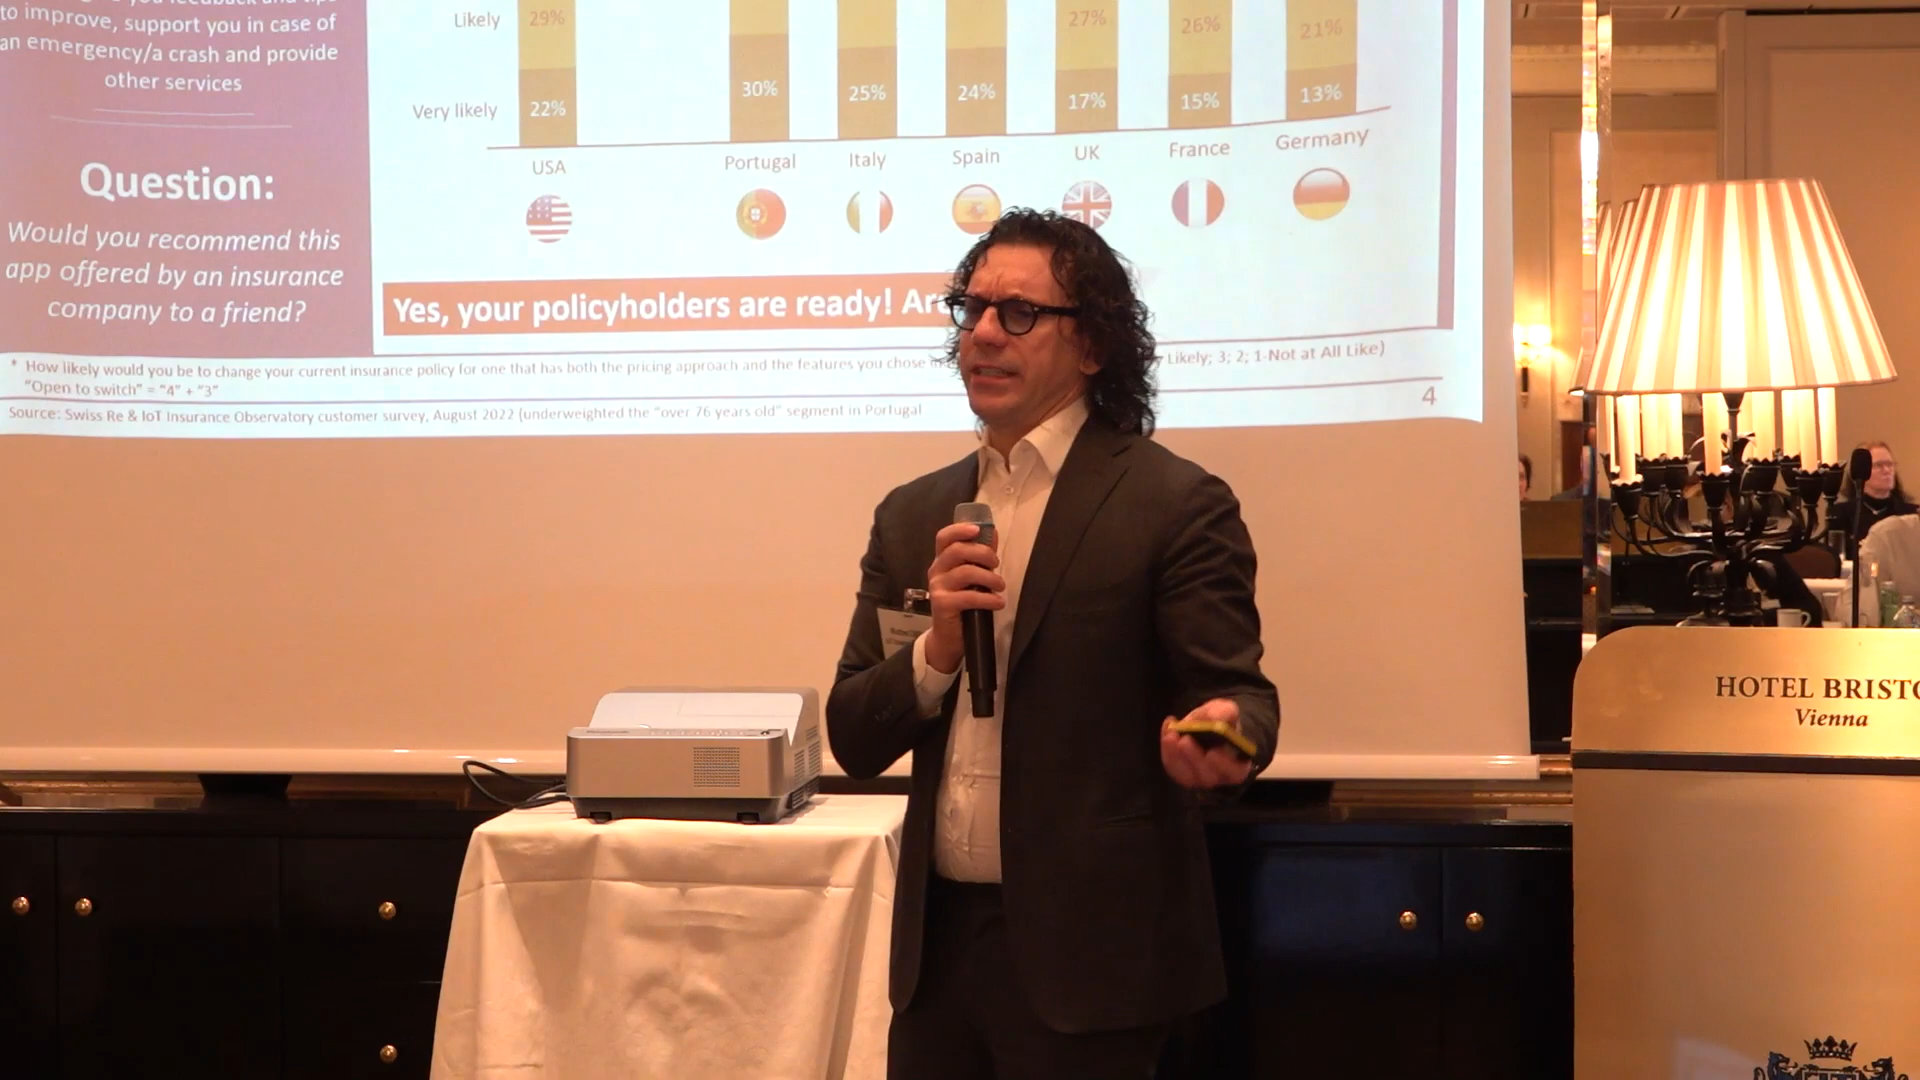 to improve, support you in case of
an emergency/a crash and provide
other services
Question:
Would you recommend this
app offered by an insurance
company to a friend?
Likely 29% 27% 26% 21%
Very likely 22% 30% 25% 24% 17% 15% 13%
USA Portugal Italy Spain UK France Germany
Yes, your policyholders are ready! Are
* How likely would you be to change your current insurance policy for one that has both the pricing approach and the features you chose Likely; 3; 2; 1-Not at All Like)
"Open to switch" = "4" + "3"
Source: Swiss Re & IoT Insurance Observatory customer survey, August 2022 (underweighted the "over 76 years old" segment in Portugal
4
HOTEL BRISTO
Vienna